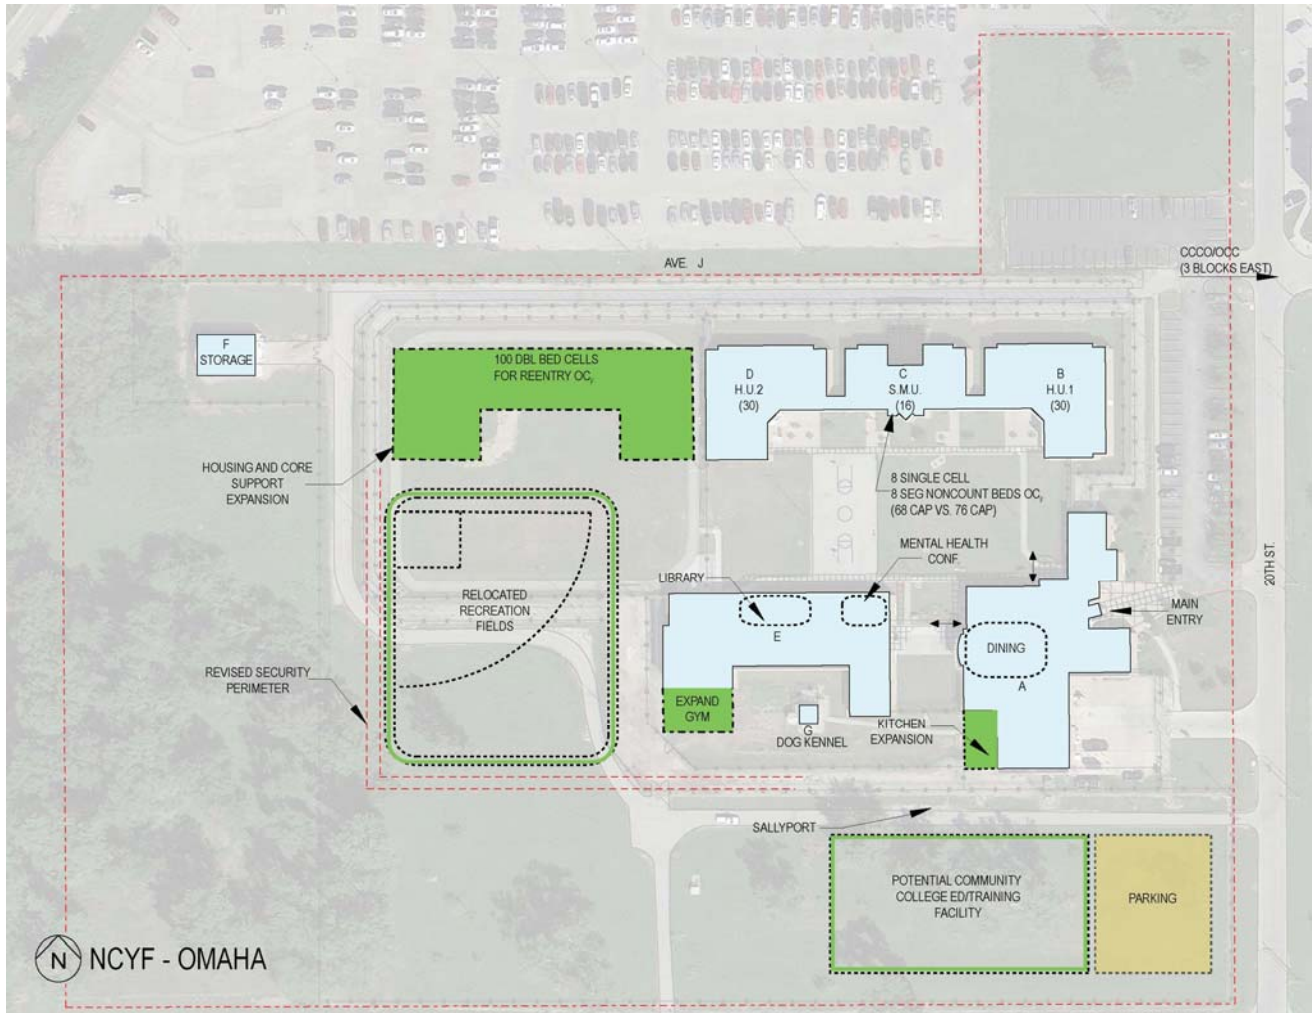 AVE. J
CCCO/OCC
(3 BLOCKS EAST)
F
STORAGE
100 DBL BED CELLS
FOR REENTRY OCy
D
H.U.2
(30)
C
S.M.U.
(16)
B
H.U.1
(30)
HOUSING AND CORE
SUPPORT
EXPANSION
8 SINGLE CELL
8 SEG NONCOUNT BEDS OCy
(68 CAP VS. 76 CAP)
MENTAL HEALTH
CONF.
LIBRARY
20TH ST.
RELOCATED
RECREATION
FIELDS
MAIN
ENTRY
E
DINING
A
REVISED SECURITY
PERIMETER
EXPAND
GYM
G
DOG KENNEL
KITCHEN
EXPANSION
SALLYPORT
POTENTIAL COMMUNITY
COLLEGE ED/TRAINING
FACILITY
PARKING
N
NCYF - OMAHA